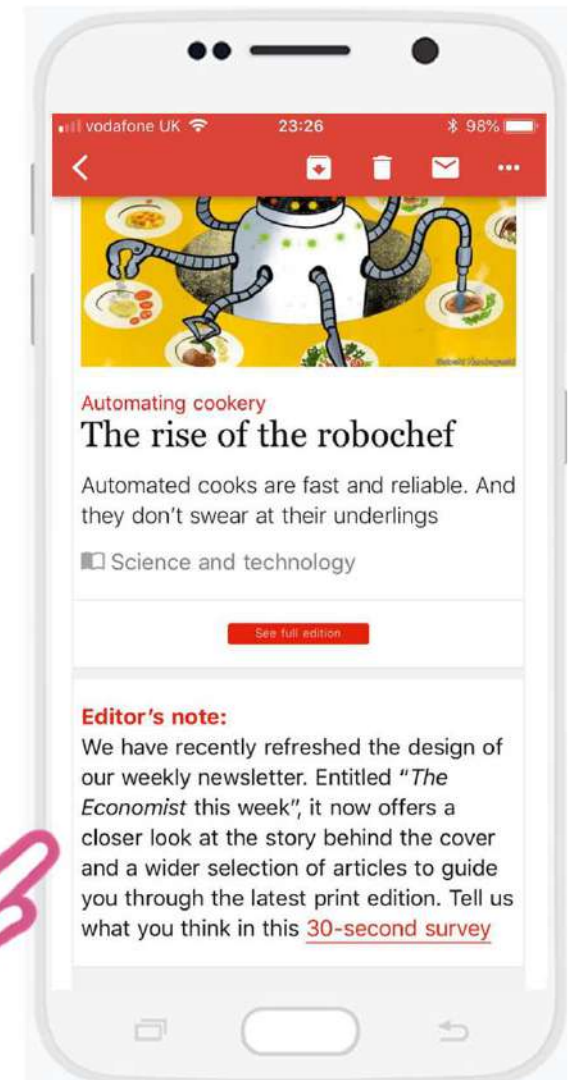 vodafone UK 23:26 98%
Automating cookery
The rise of the robochef
Automated cooks are fast and reliable. And
they don’t swear at their underlings
Science and technology
See full edition
Editor’s note:
We have recently refreshed the design of
our weekly newsletter. Entitled “The
Economist this week”, it now offers a
closer look at the story behind the cover
and a wider selection of articles to guide
you through the latest print edition. Tell us
what you think in this 30-second survey